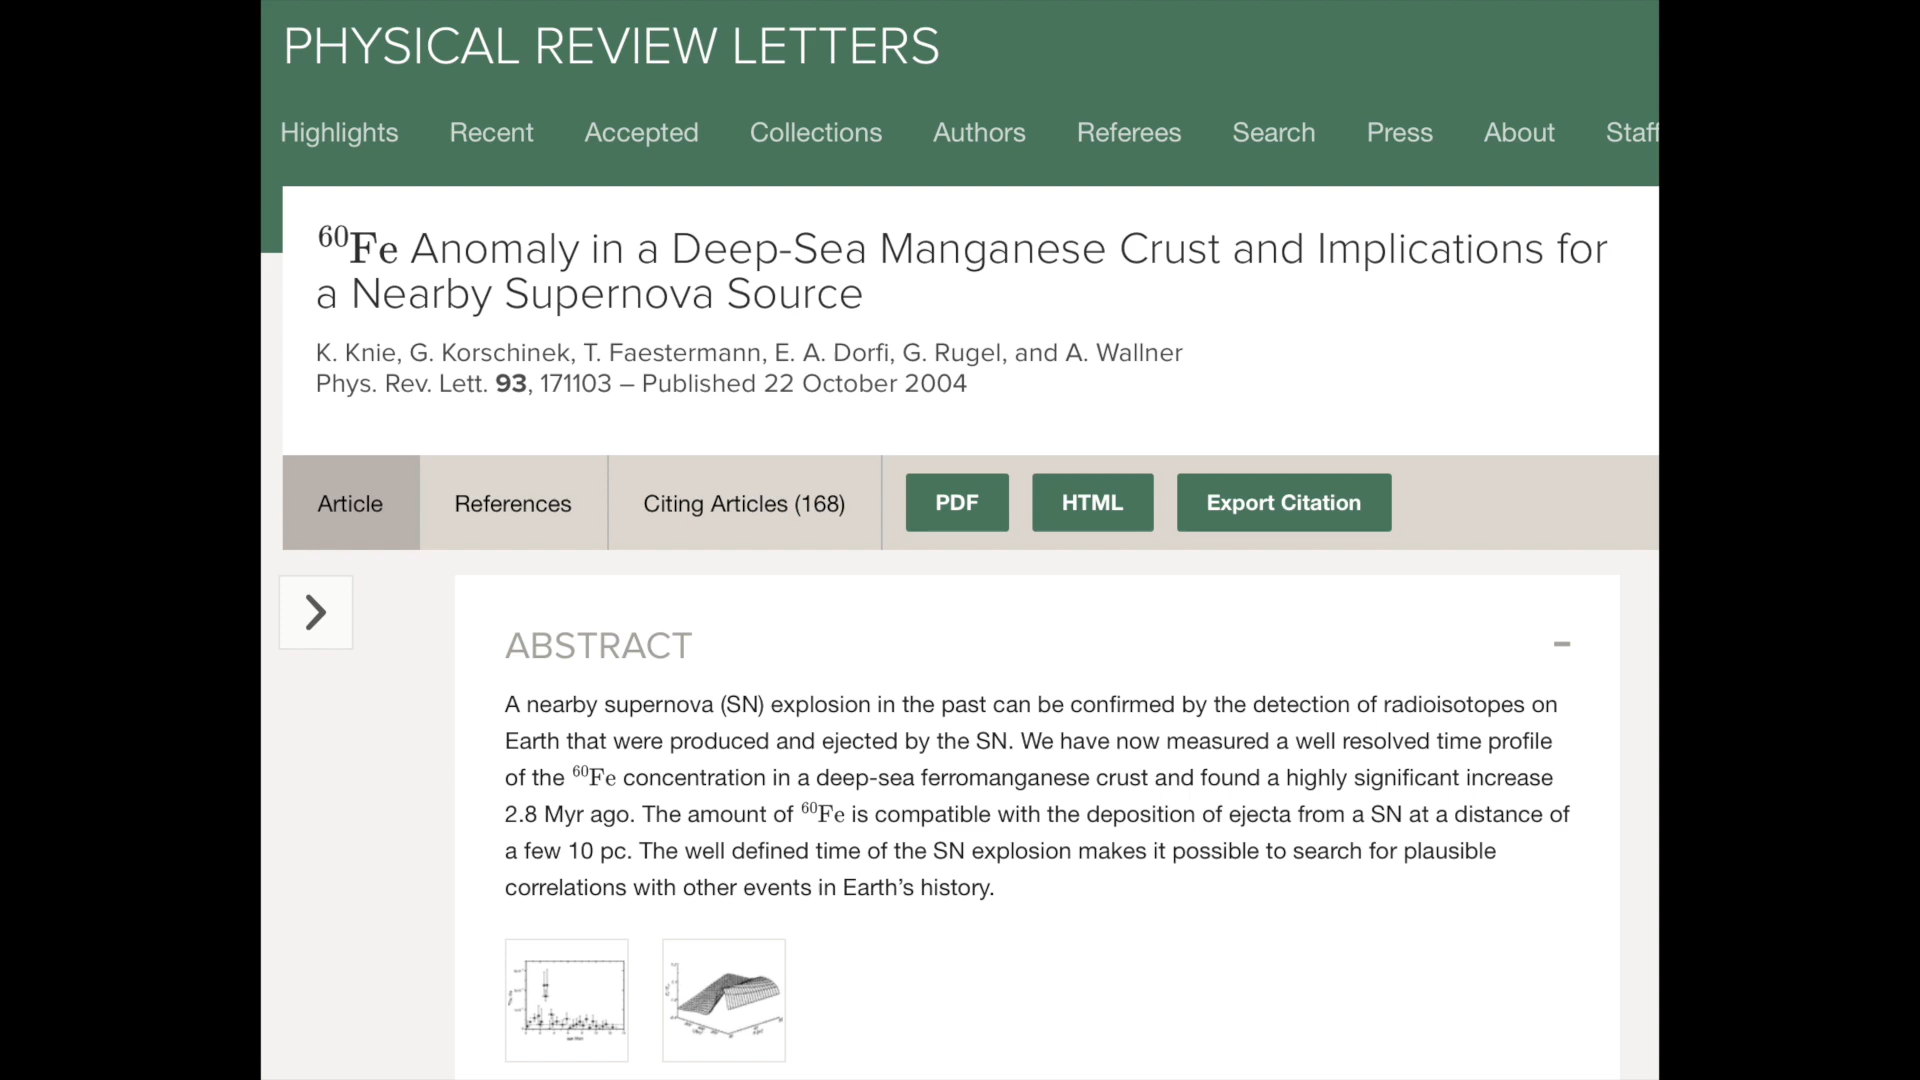 PHYSICAL REVIEW LETTERS
Highlights Recent Accepted Collections Authors Referees Search Press About Staff
⁶⁰Fe Anomaly in a Deep-Sea Manganese Crust and Implications for
a Nearby Supernova Source
K. Knie, G. Korschinek, T. Faestermann, E. A. Dorfi, G. Rugel, and A. Wallner
Phys. Rev. Lett. 93, 171103 – Published 22 October 2004
Article References Citing Articles (168) PDF HTML Export Citation
ABSTRACT
A nearby supernova (SN) explosion in the past can be confirmed by the detection of radioisotopes on
Earth that were produced and ejected by the SN. We have now measured a well resolved time profile
of the ⁶⁰Fe concentration in a deep-sea ferromanganese crust and found a highly significant increase
2.8 Myr ago. The amount of ⁶⁰Fe is compatible with the deposition of ejecta from a SN at a distance of
a few 10 pc. The well defined time of the SN explosion makes it possible to search for plausible
correlations with other events in Earth’s history.